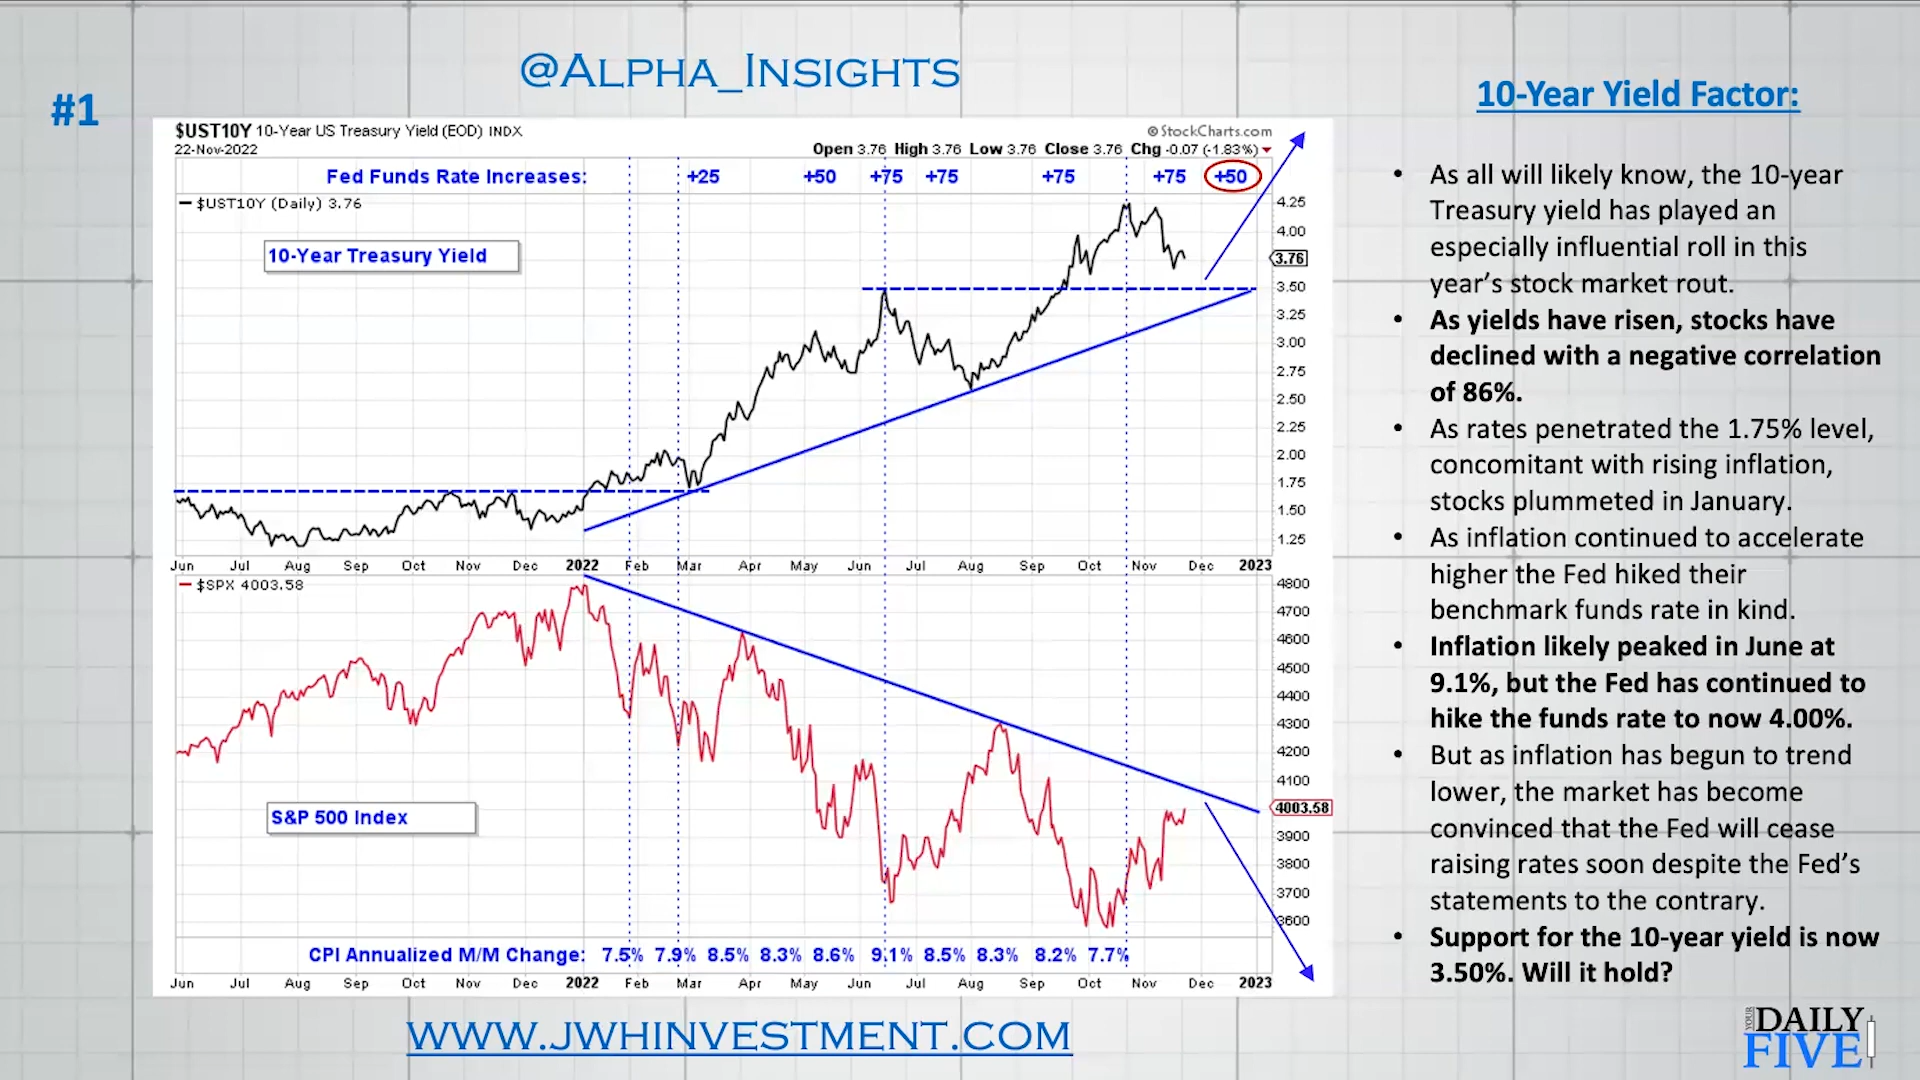 @Alpha_Insights
#1
10-Year Yield Factor:
$UST10Y 10-Year US Treasury Yield (EOD) INDX
© StockCharts.com
22-Nov-2022
Open 3.76 High 3.76 Low 3.76 Close 3.76 Chg -0.07 (-1.83%)
Fed Funds Rate Increases: +25 +50 +75 +75 +75 +75 +50
$UST10Y (Daily) 3.76
10-Year Treasury Yield
4.25
4.00
3.76
3.50
3.25
3.00
2.75
2.50
2.25
2.00
1.75
1.50
1.25
Jun Jul Aug Sep Oct Nov Dec 2022 Feb Mar Apr May Jun Jul Aug Sep Oct Nov Dec 2023
$SPX 4003.58
4800
4700
4600
4500
4400
4300
4200
4100
4003.58
3900
3800
3700
3600
S&P 500 Index
CPI Annualized M/M Change: 7.5% 7.9% 8.5% 8.3% 8.6% 9.1% 8.5% 8.3% 8.2% 7.7%
Jun Jul Aug Sep Oct Nov Dec 2022 Feb Mar Apr May Jun Jul Aug Sep Oct Nov Dec 2023
• As all will likely know, the 10-year
Treasury yield has played an
especially influential roll in this
year’s stock market rout.
• As yields have risen, stocks have
declined with a negative correlation
of 86%.
• As rates penetrated the 1.75% level,
concomitant with rising inflation,
stocks plummeted in January.
• As inflation continued to accelerate
higher the Fed hiked their
benchmark funds rate in kind.
• Inflation likely peaked in June at
9.1%, but the Fed has continued to
hike the funds rate to now 4.00%.
• But as inflation has begun to trend
lower, the market has become
convinced that the Fed will cease
raising rates soon despite the Fed’s
statements to the contrary.
• Support for the 10-year yield is now
3.50%. Will it hold?
www.jwhinvestment.com
YOUR DAILY
FIVE